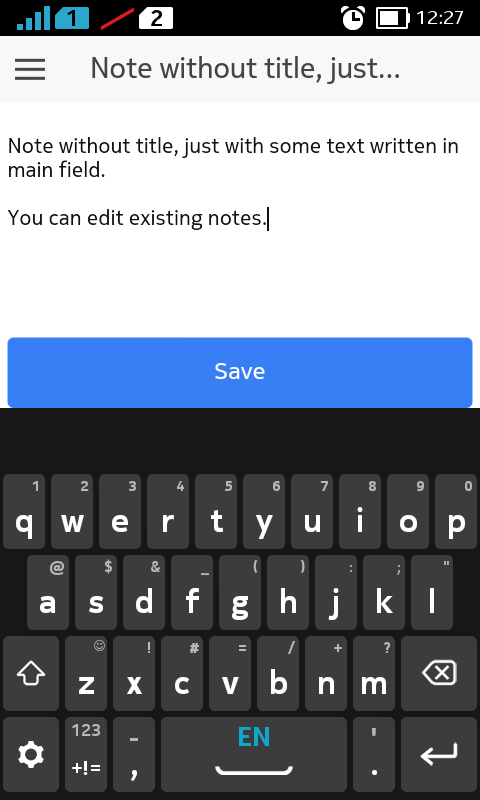 1 2 12:27
Note without title, just...
Note without title, just with some text written in
main field.
You can edit existing notes.
Save
1 2 3 4 5 6 7 8 9 0
q w e r t y u i o p
@ $ & _ ( ) : ; "
a s d f g h j k l
! # = / + ?
z x c v b n m
123 - EN '
+!= , .